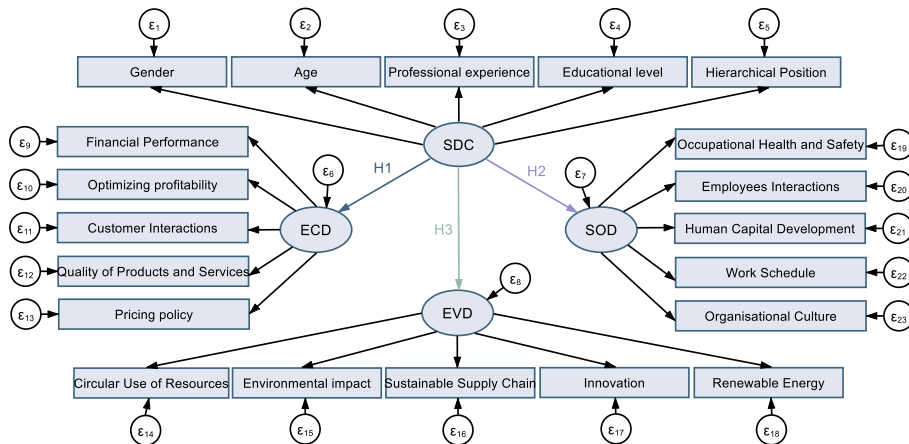 ε1 ε2 ε3 ε4 ε5
Gender Age Professional experience Educational level Hierarchical Position
SDC
ε9 Financial Performance
ε10 Optimizing profitability
ε11 Customer Interactions
ε12 Quality of Products and Services
ε13 Pricing policy
ε6
ECD
H1
H2
H3
ε7
SOD
Occupational Health and Safety ε19
Employees Interactions ε20
Human Capital Development ε21
Work Schedule ε22
Organisational Culture ε23
ε8
EVD
Circular Use of Resources Environmental impact Sustainable Supply Chain Innovation Renewable Energy
ε14 ε15 ε16 ε17 ε18